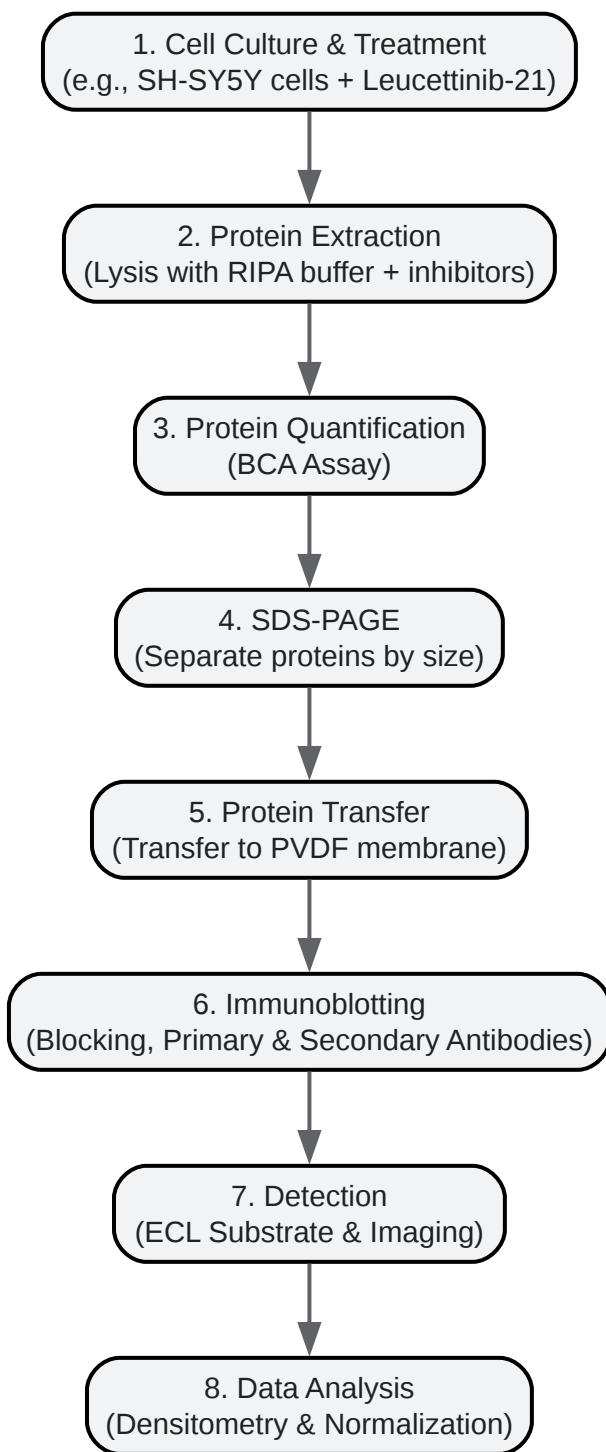 1. Cell Culture & Treatment
(e.g., SH-SY5Y cells + Leucettinib-21)
2. Protein Extraction
(Lysis with RIPA buffer + inhibitors)
3. Protein Quantification
(BCA Assay)
4. SDS-PAGE
(Separate proteins by size)
5. Protein Transfer
(Transfer to PVDF membrane)
6. Immunoblotting
(Blocking, Primary & Secondary Antibodies)
7. Detection
(ECL Substrate & Imaging)
8. Data Analysis
(Densitometry & Normalization)